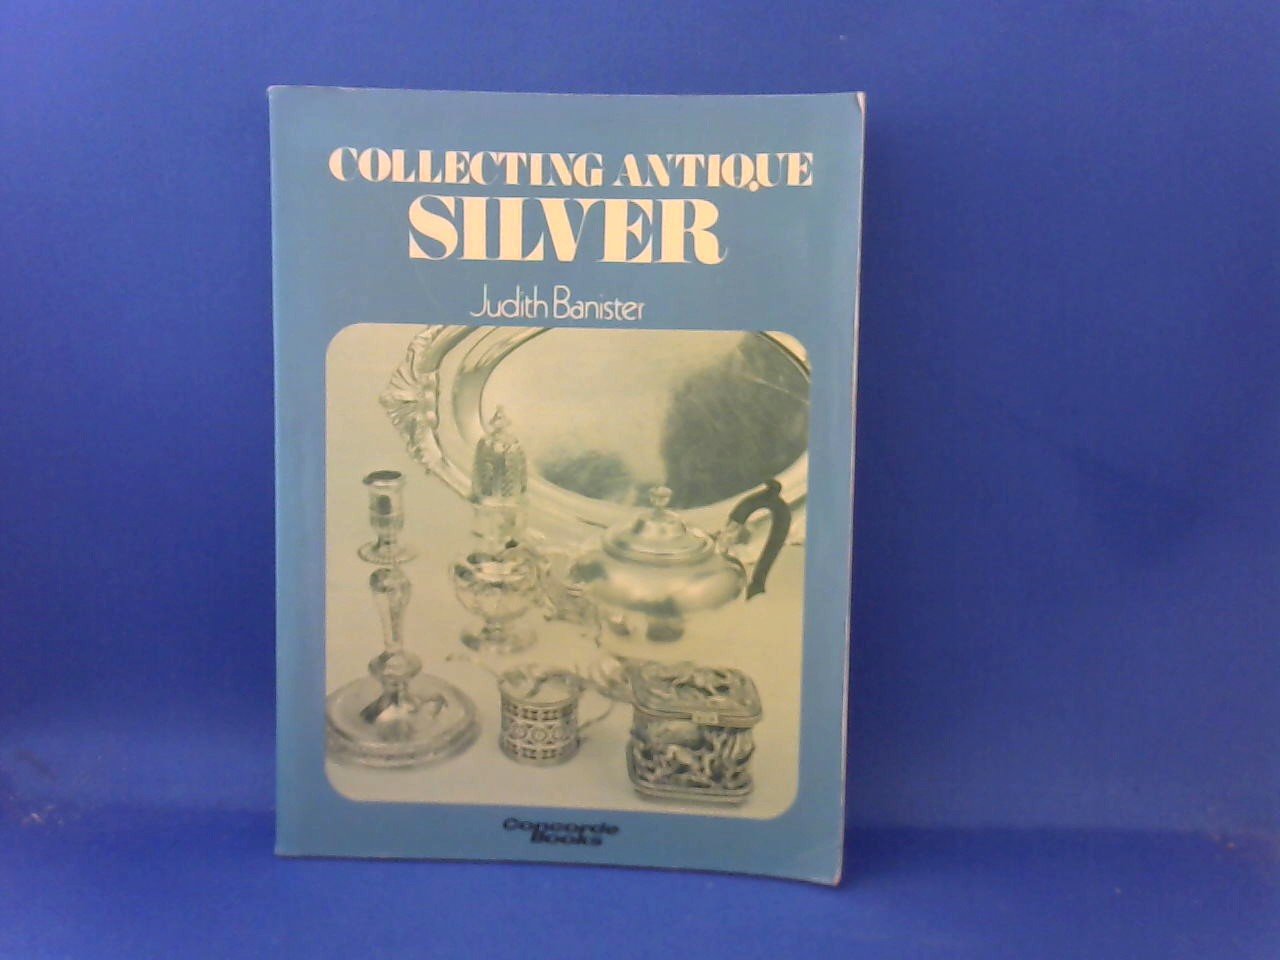 COLLECTING ANTIQUE
SILVER
Judith Banister
Concorde
Books